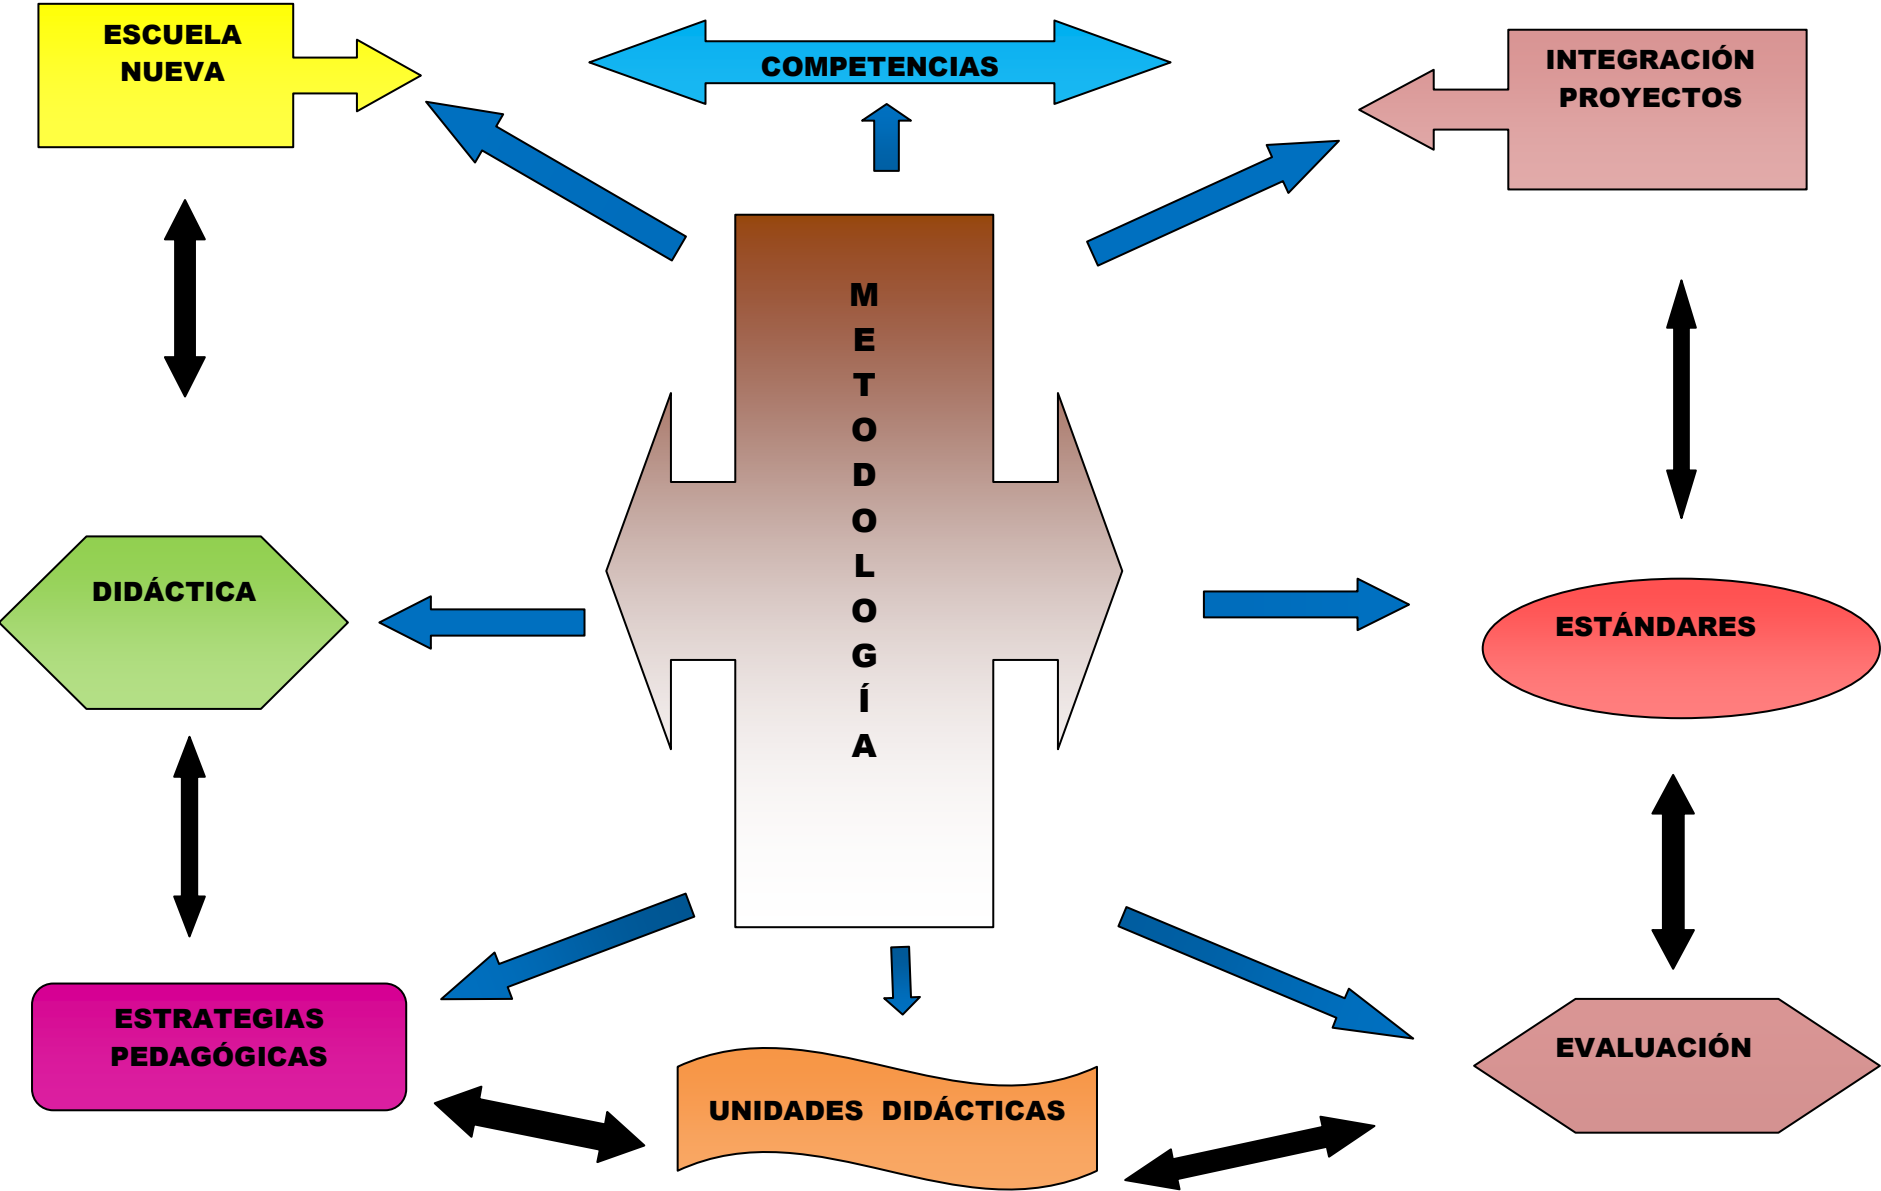 ESCUELA
NUEVA
COMPETENCIAS
INTEGRACIÓN
PROYECTOS
M
E
T
O
D
O
L
O
G
Í
A
DIDÁCTICA
ESTÁNDARES
ESTRATEGIAS
PEDAGÓGICAS
UNIDADES DIDÁCTICAS
EVALUACIÓN